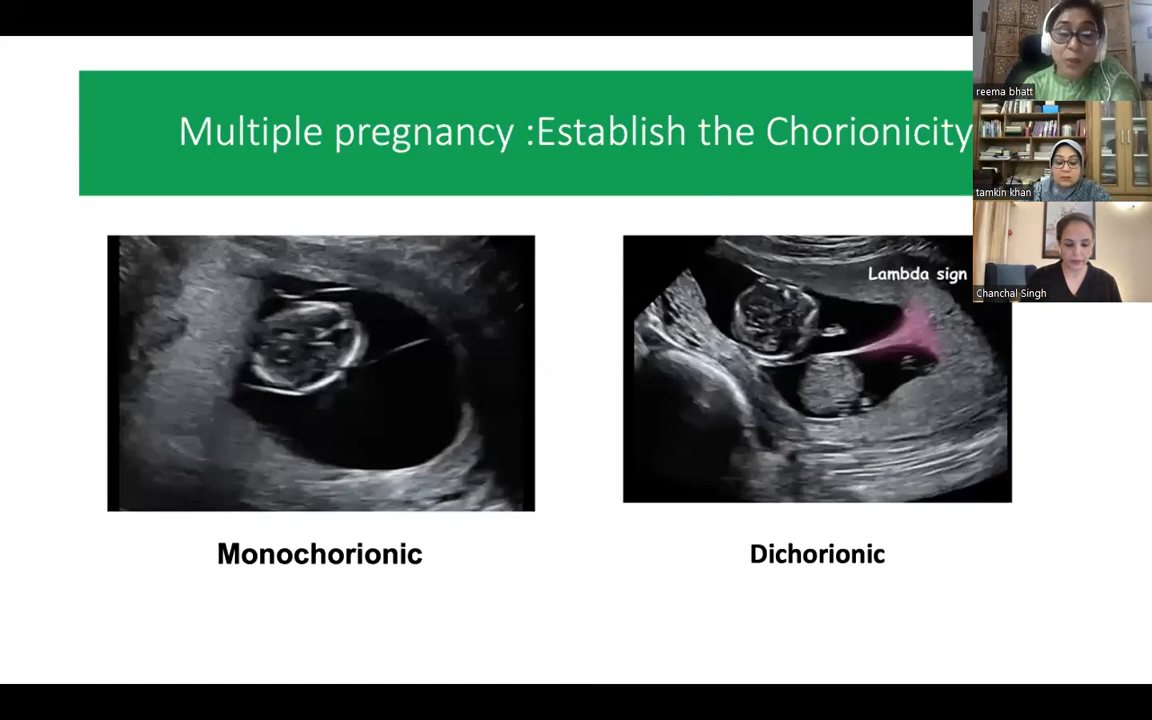 Multiple pregnancy :Establish the Chorionicity
Lambda sign
Monochorionic
Dichorionic
reema bhatt
tamkin khan
Chanchal Singh